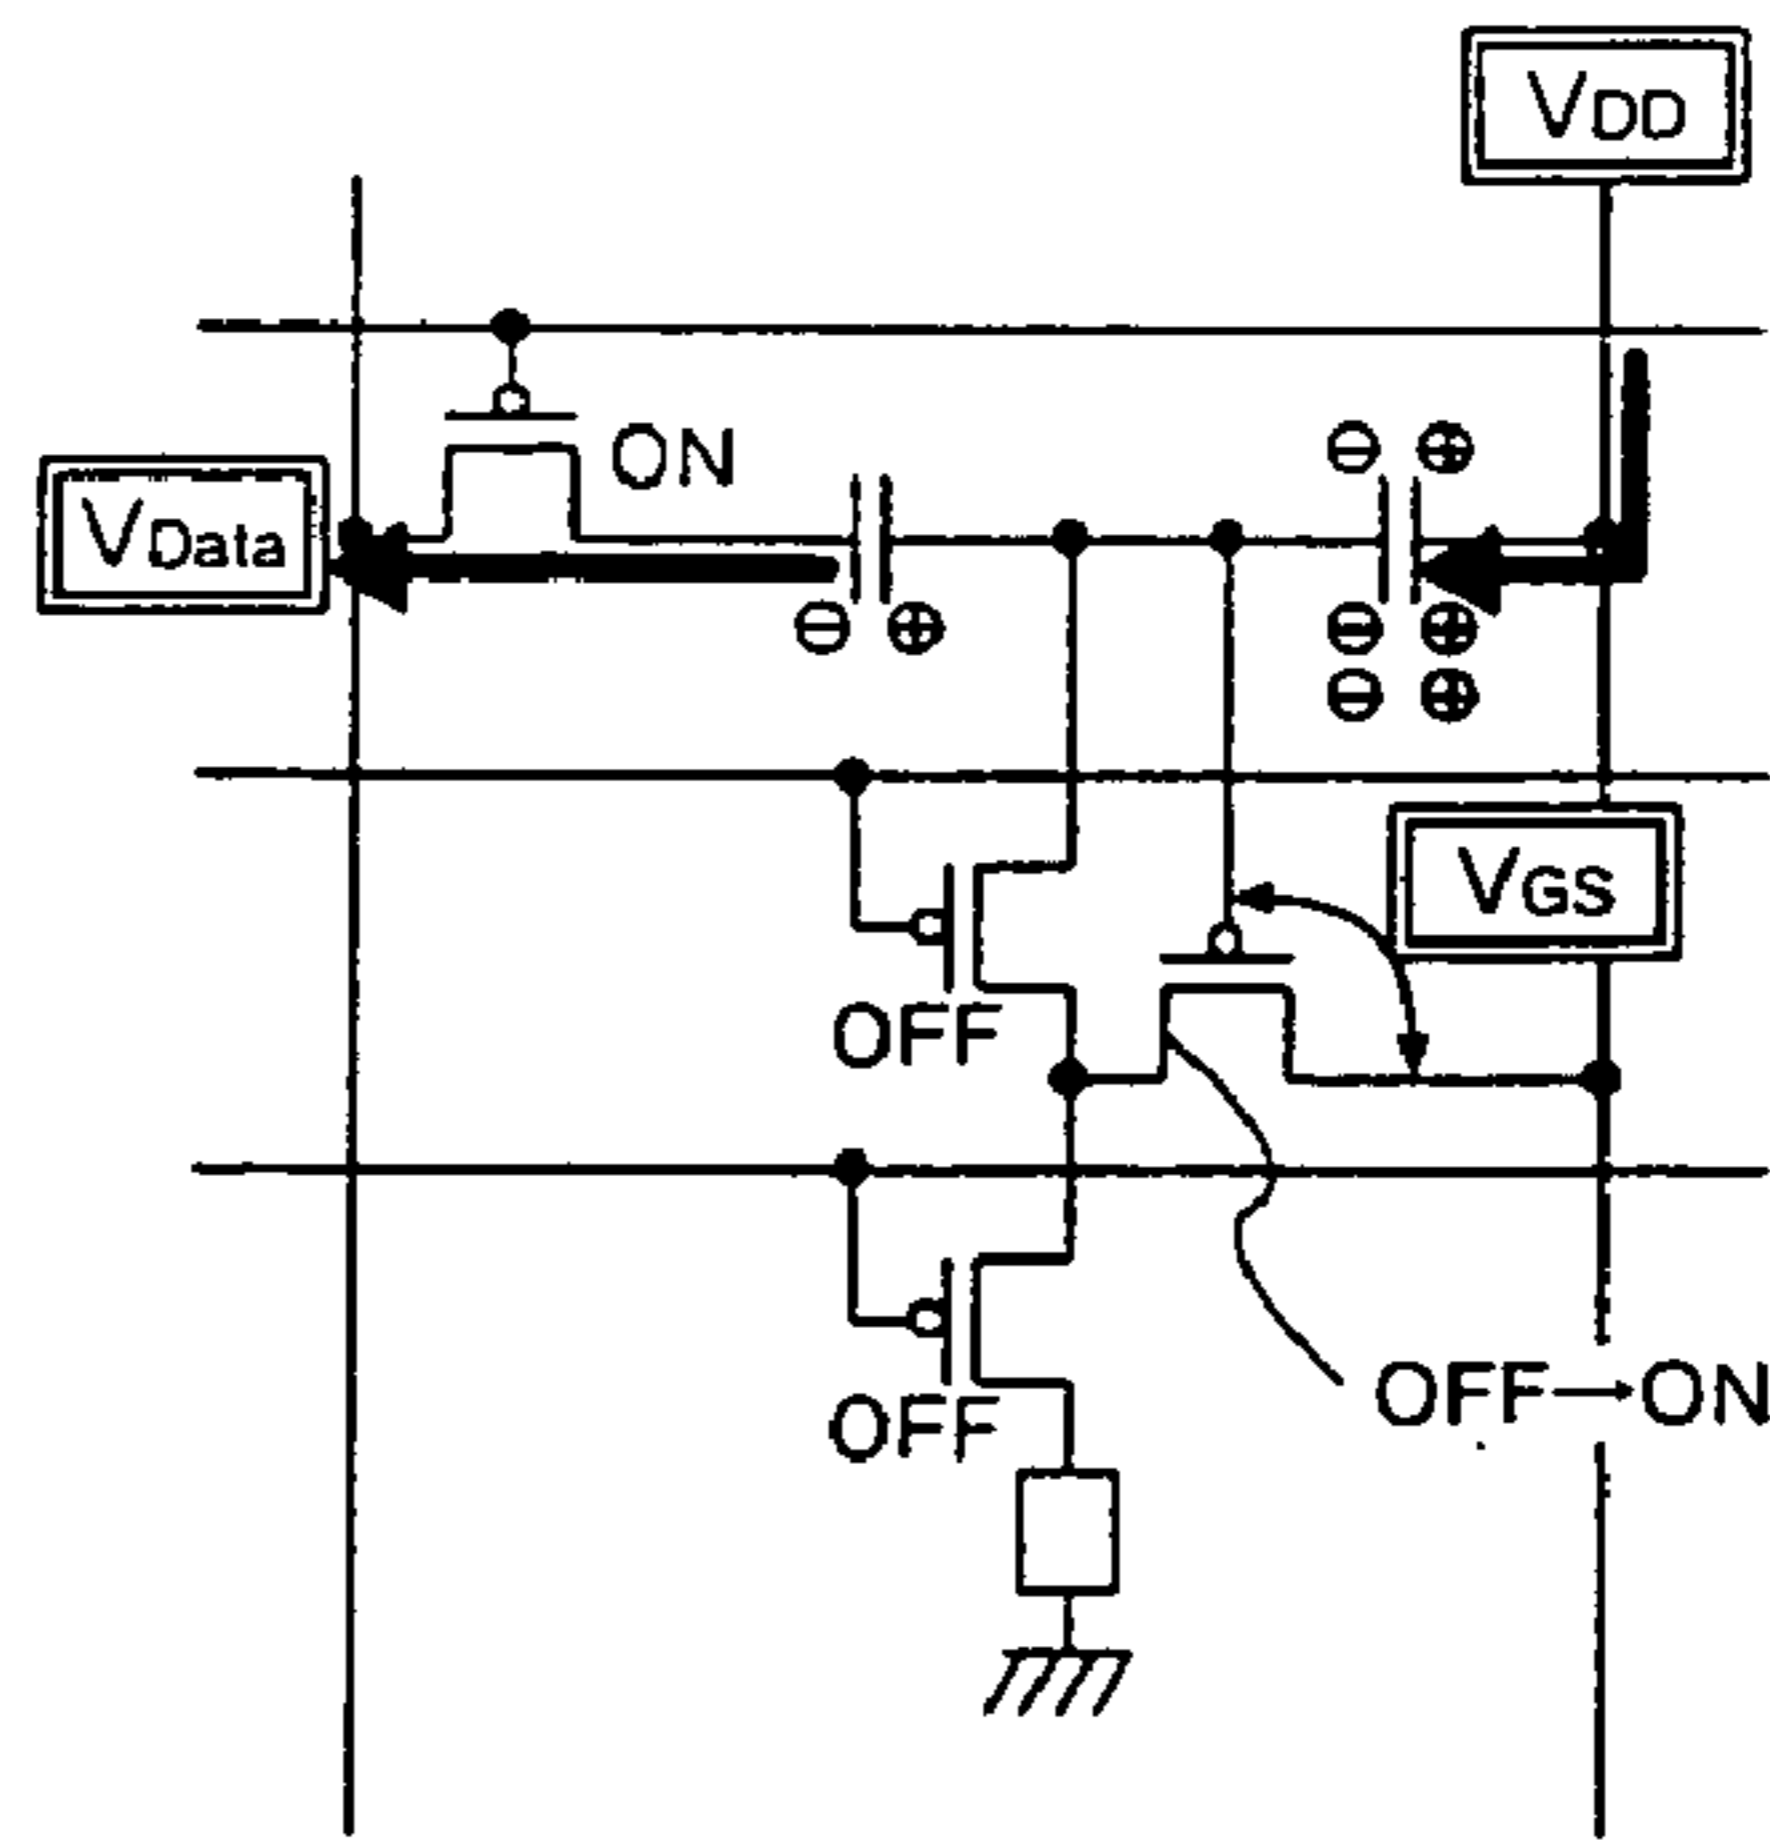 VDD
ON
VData
⊖ ⊕
⊖ ⊕
⊖ ⊕
⊖ ⊕
VGS
OFF
OFF→ON
OFF